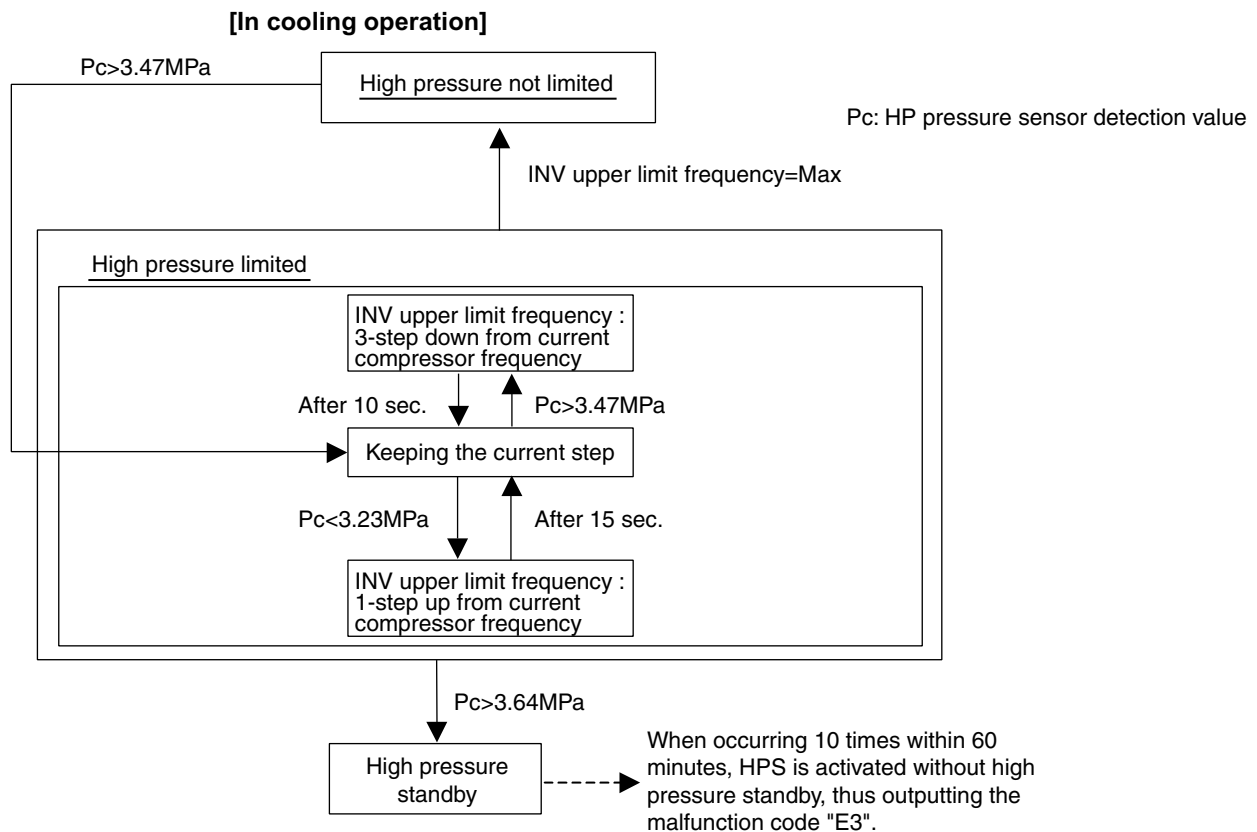 [In cooling operation]
Pc>3.47MPa
High pressure not limited
Pc: HP pressure sensor detection value
INV upper limit frequency=Max
High pressure limited
INV upper limit frequency :
3-step down from current
compressor frequency
After 10 sec.
Pc>3.47MPa
Keeping the current step
Pc<3.23MPa
After 15 sec.
INV upper limit frequency :
1-step up from current
compressor frequency
Pc>3.64MPa
High pressure
standby
When occurring 10 times within 60
minutes, HPS is activated without high
pressure standby, thus outputting the
malfunction code "E3".